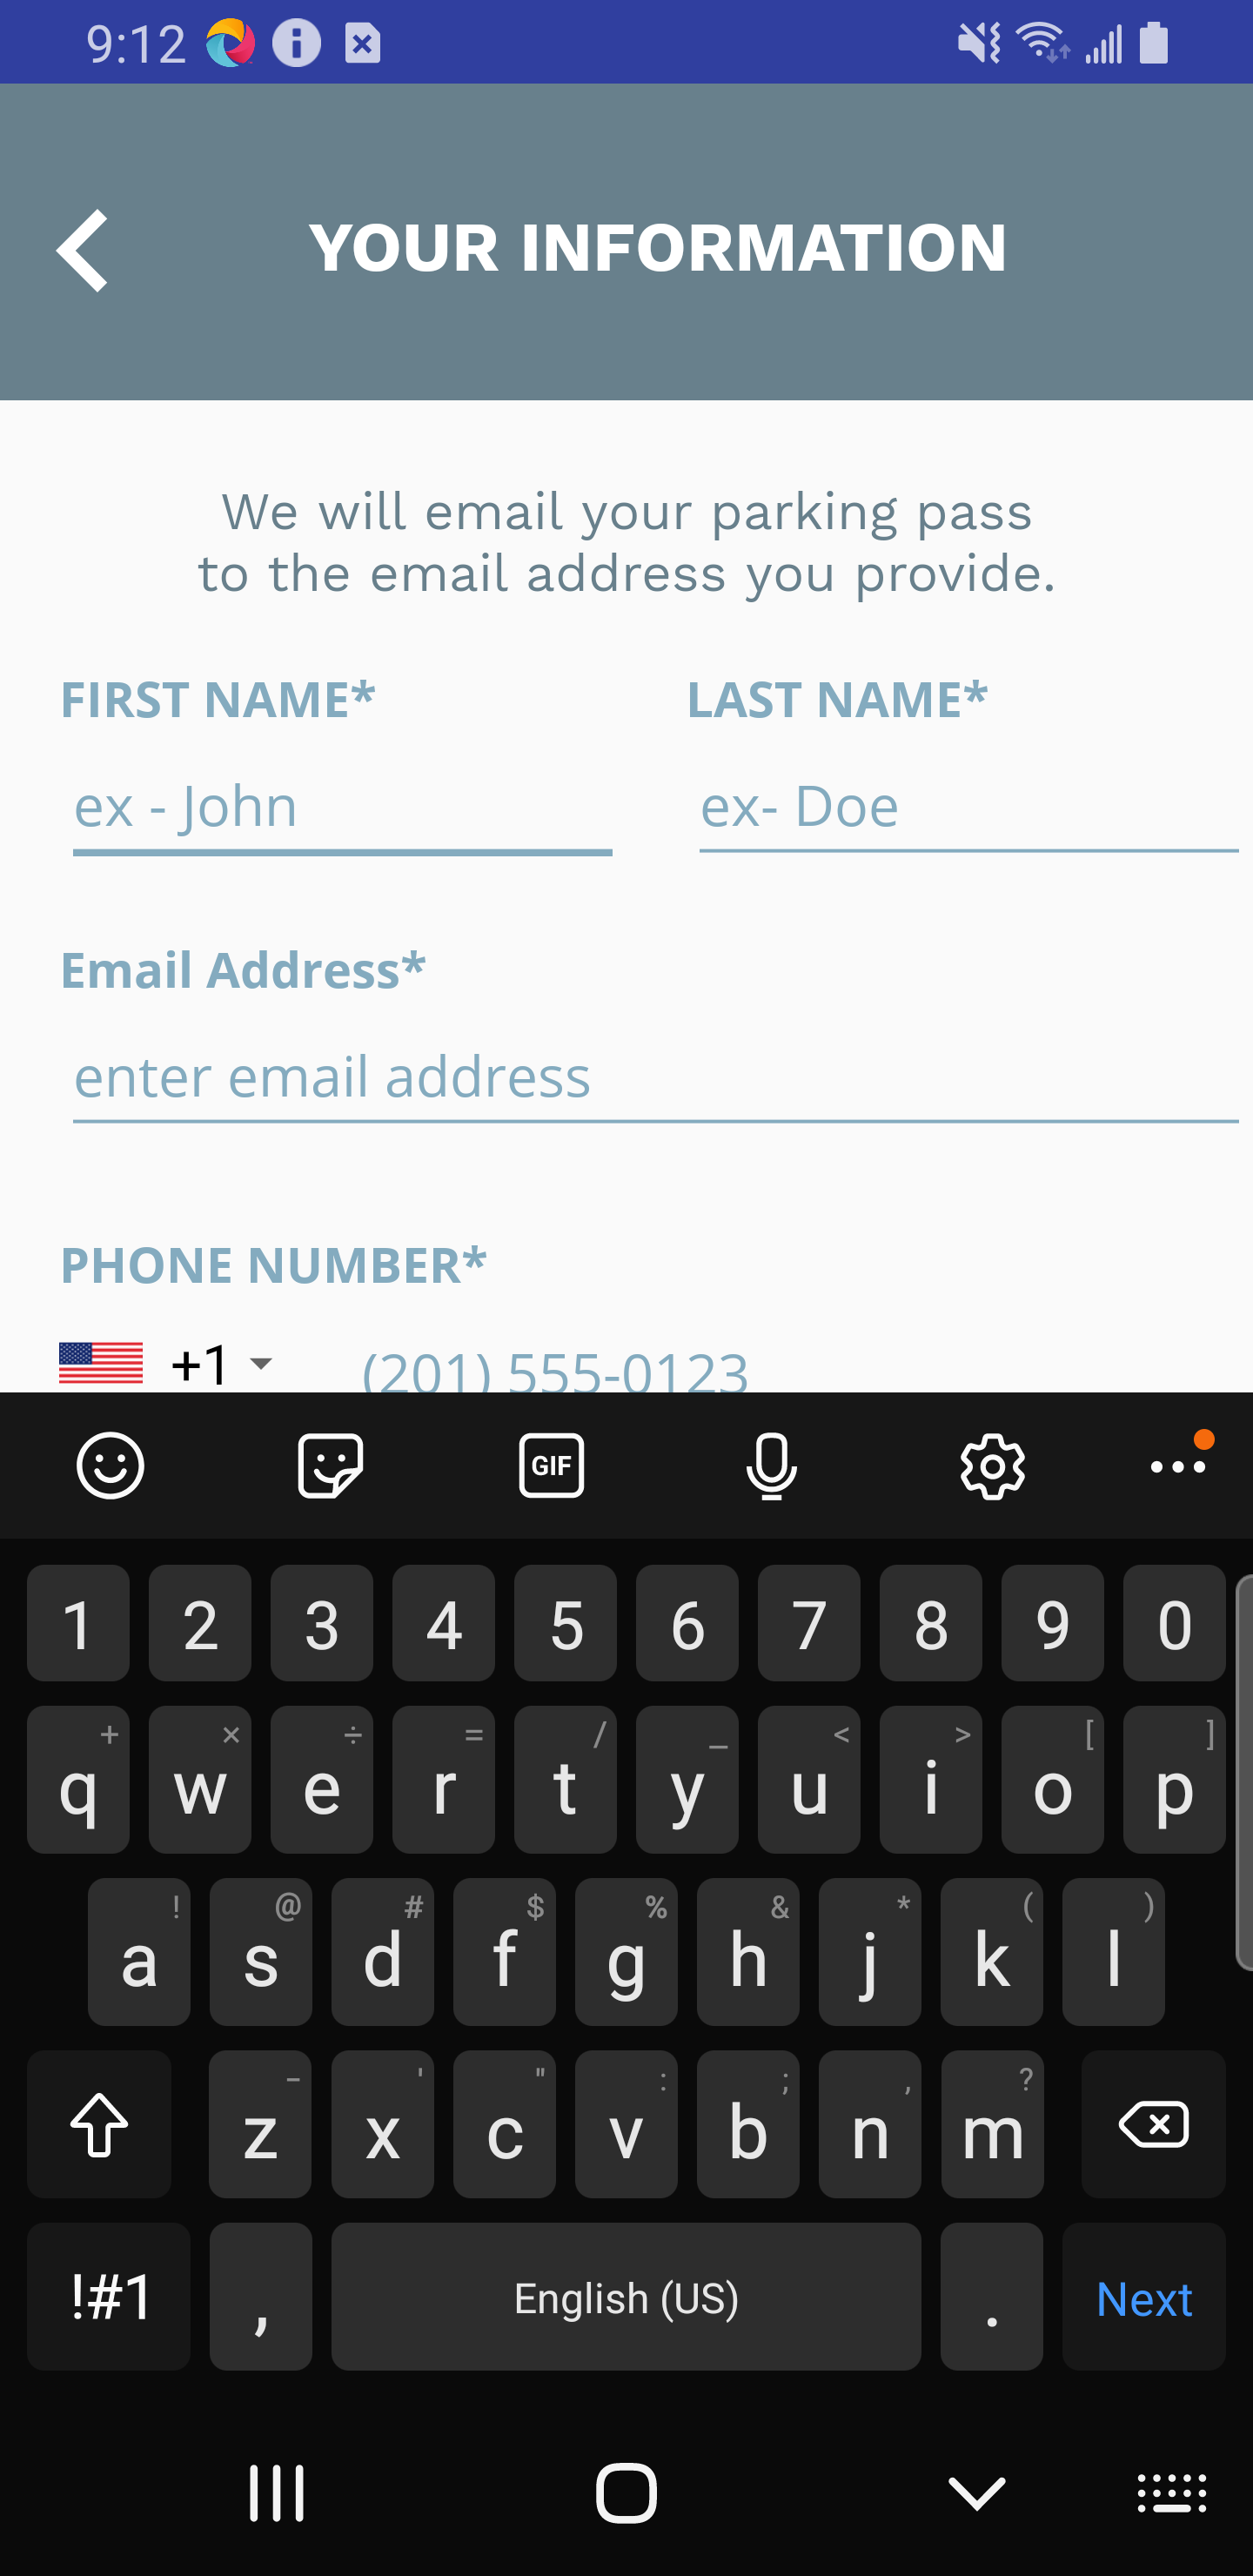 9:12
YOUR INFORMATION
We will email your parking pass
to the email address you provide.
FIRST NAME* LAST NAME*
ex - John ex- Doe
Email Address*
enter email address
PHONE NUMBER*
+1 (201) 555-0123
GIF
1 2 3 4 5 6 7 8 9 0
+ × ÷ = / _ < > [ ]
q w e r t y u i o p
! @ # $ % & * ( )
a s d f g h j k l
- ' " : ; , ?
z x c v b n m
!#1 , English (US) . Next